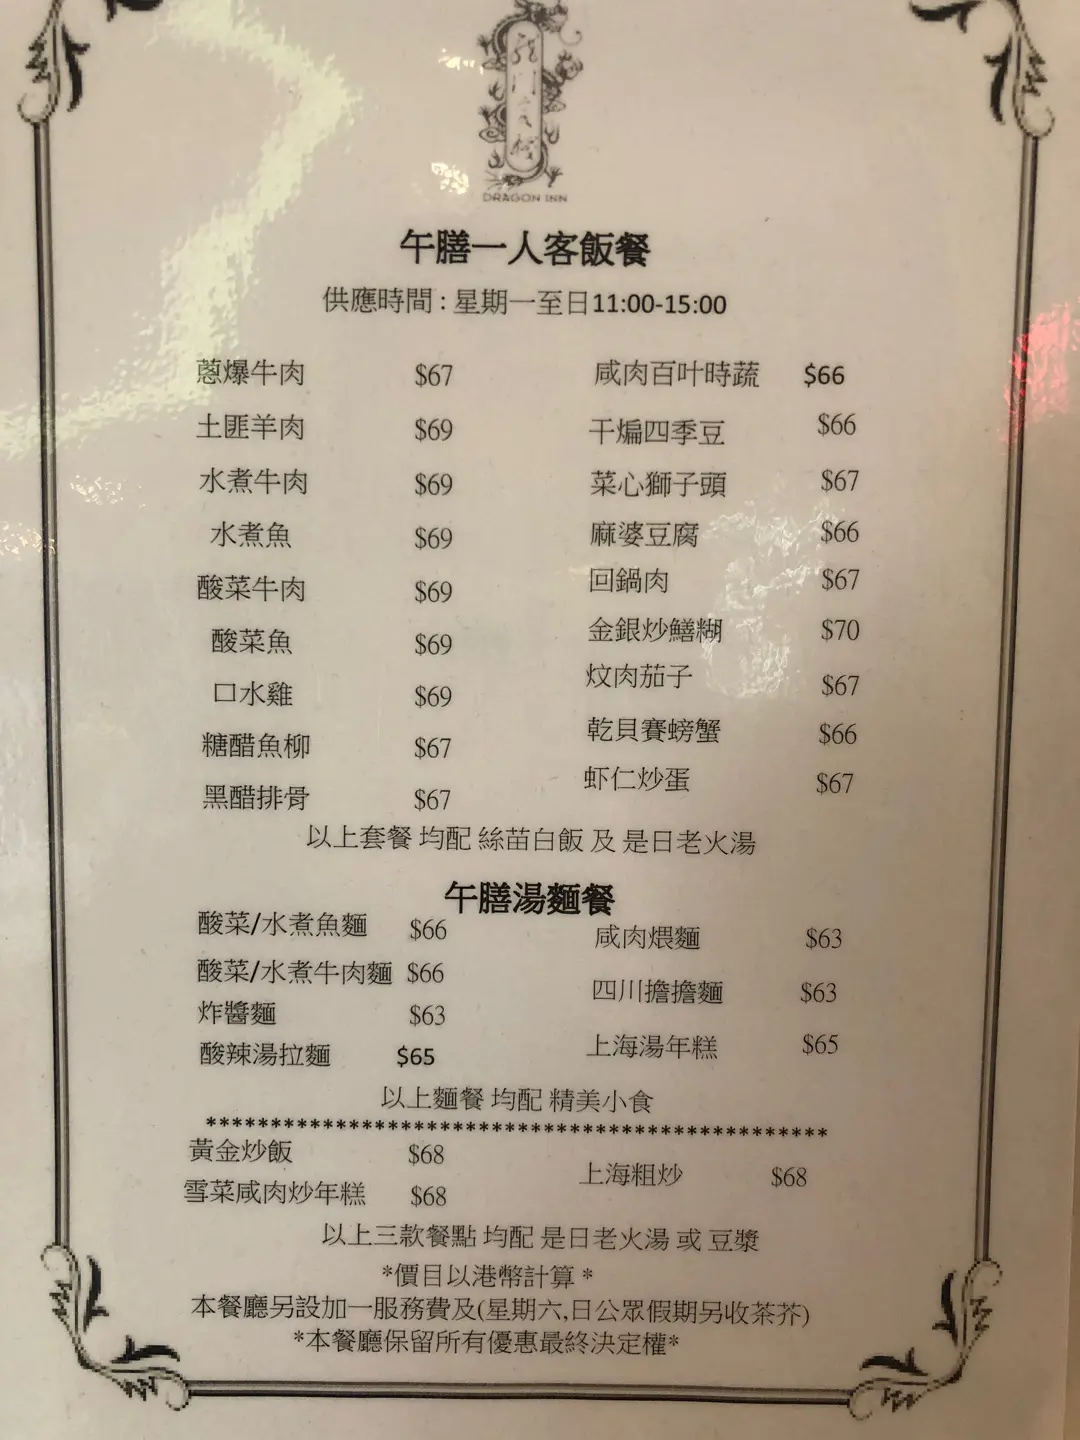 龍門客棧
DRAGON INN
午膳一人客飯餐
供應時間 : 星期一至日11:00-15:00
蔥爆牛肉 $67 咸肉百叶時蔬 $66
土匪羊肉 $69 干煸四季豆 $66
水煮牛肉 $69 菜心獅子頭 $67
水煮魚 $69 麻婆豆腐 $66
酸菜牛肉 $69 回鍋肉 $67
酸菜魚 $69 金銀炒鱔糊 $70
口水雞 $69 炆肉茄子 $67
糖醋魚柳 $67 乾貝賽螃蟹 $66
黑醋排骨 $67 虾仁炒蛋 $67
以上套餐 均配 絲苗白飯 及 是日老火湯
午膳湯麵餐
酸菜/水煮魚麵 $66 咸肉煨麵 $63
酸菜/水煮牛肉麵 $66 四川擔擔麵 $63
炸醬麵 $63 上海湯年糕 $65
酸辣湯拉麵 $65
以上麵餐 均配 精美小食
************************************************
黃金炒飯 $68 上海粗炒 $68
雪菜咸肉炒年糕 $68
以上三款餐點 均配 是日老火湯 或 豆漿
*價目以港幣計算 *
本餐廳另設加一服務費及(星期六,日公眾假期另收茶芥)
*本餐廳保留所有優惠最終決定權*